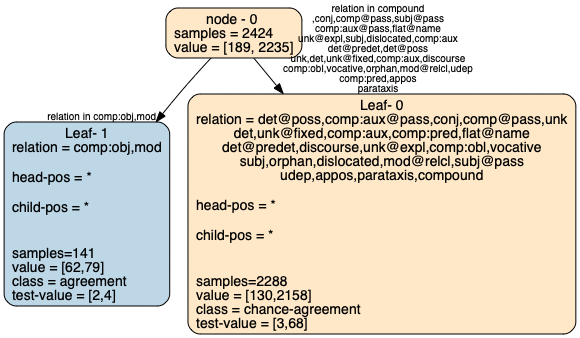 node - 0
samples = 2424
value = [189, 2235]
relation in compound
,conj,comp@pass,subj@pass
comp:aux@pass,flat@name
unk@expl,subj,dislocated,comp:aux
det@predet,det@poss
unk,det,unk@fixed,comp:aux,discourse
comp:obl,vocative,orphan,mod@relcl,udep
comp:pred,appos
parataxis
relation in comp:obj,mod
Leaf- 1
relation = comp:obj,mod
head-pos = *
child-pos = *
samples=141
value = [62,79]
class = agreement
test-value = [2,4]
Leaf- 0
relation = det@poss,comp:aux@pass,conj,comp@pass,unk
det,unk@fixed,comp:aux,comp:pred,flat@name
det@predet,discourse,unk@expl,comp:obl,vocative
subj,orphan,dislocated,mod@relcl,subj@pass
udep,appos,parataxis,compound
head-pos = *
child-pos = *
samples=2288
value = [130,2158]
class = chance-agreement
test-value = [3,68]